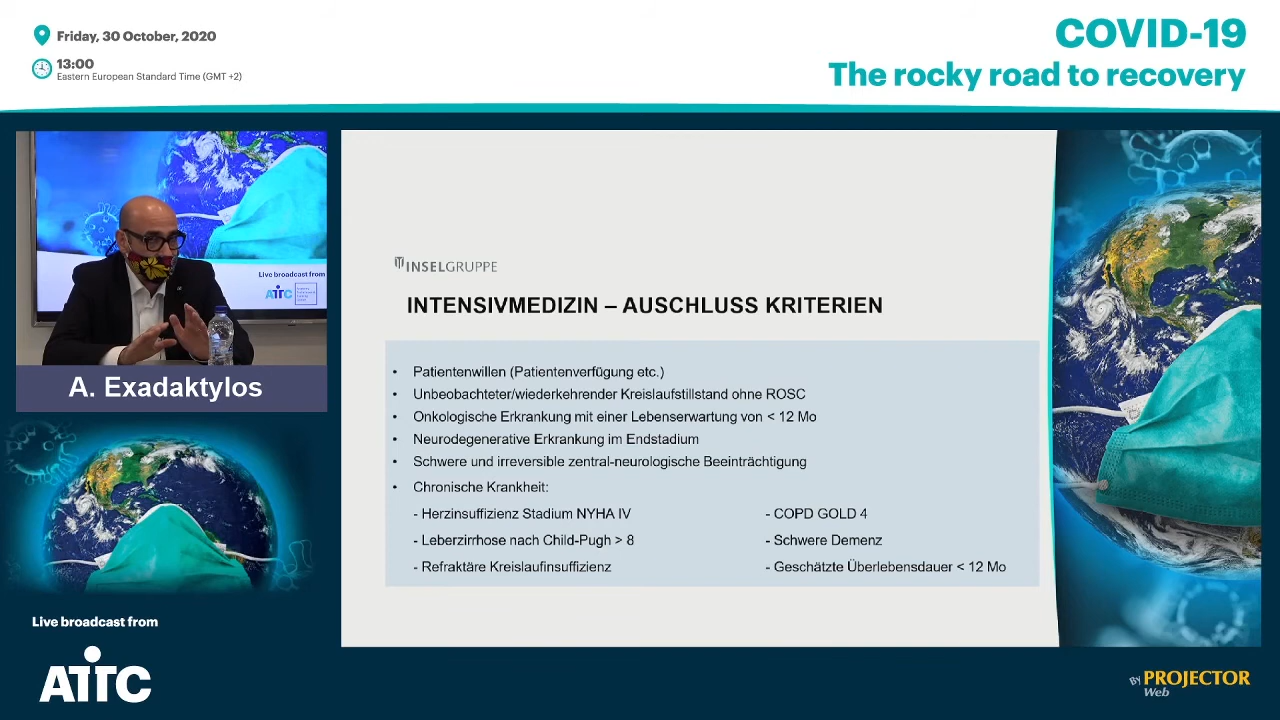 Friday, 30 October, 2020
13:00
Eastern European Standard Time (GMT +2)
COVID-19
The rocky road to recovery
Live broadcast from
ATTC
A. Exadaktylos
INSELGRUPPE
INTENSIVMEDIZIN – AUSCHLUSS KRITERIEN
• Patientenwillen (Patientenverfügung etc.)
• Unbeobachteter/wiederkehrender Kreislaufstillstand ohne ROSC
• Onkologische Erkrankung mit einer Lebenserwartung von < 12 Mo
• Neurodegenerative Erkrankung im Endstadium
• Schwere und irreversible zentral-neurologische Beeinträchtigung
• Chronische Krankheit:
- Herzinsuffizienz Stadium NYHA IV
- COPD GOLD 4
- Leberzirrhose nach Child-Pugh > 8
- Schwere Demenz
- Refraktäre Kreislaufinsuffizienz
- Geschätzte Überlebensdauer < 12 Mo
Live broadcast from
ATTC
By PROJECTOR
Web